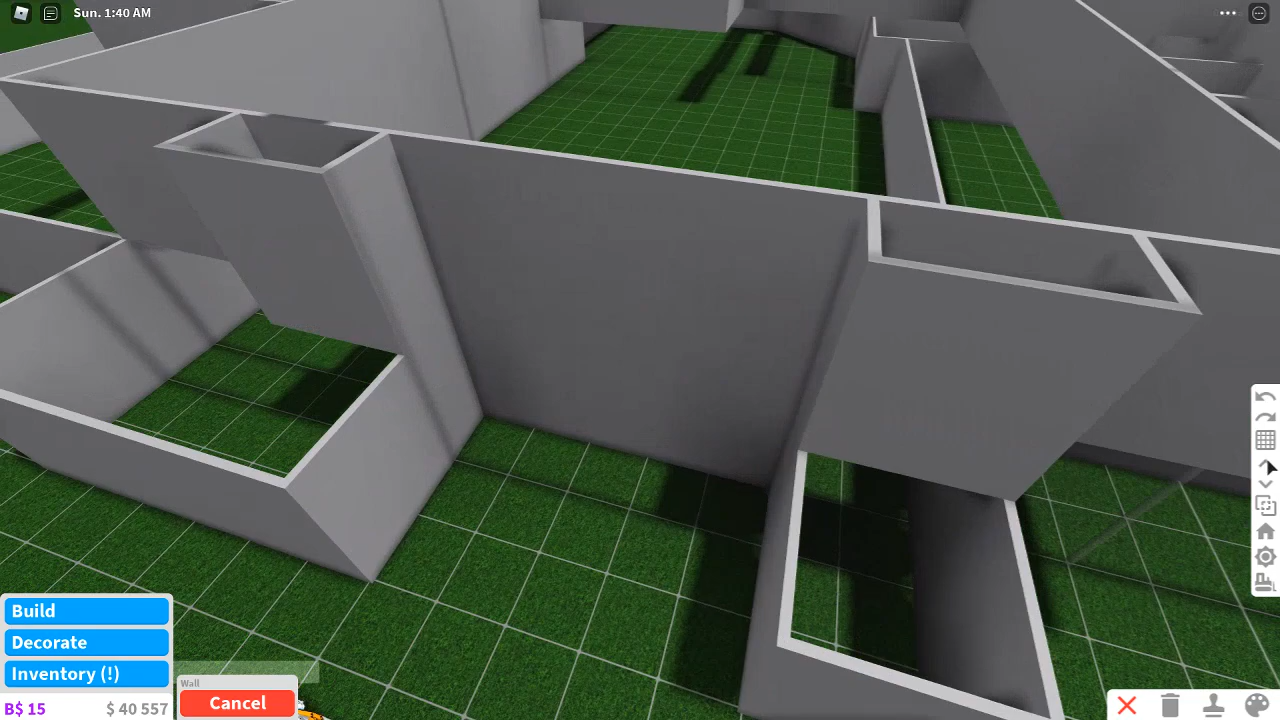 Sun. 1:40 AM
Build
Decorate
Inventory (!)
Wall
B$ 15 $ 40 557
Cancel